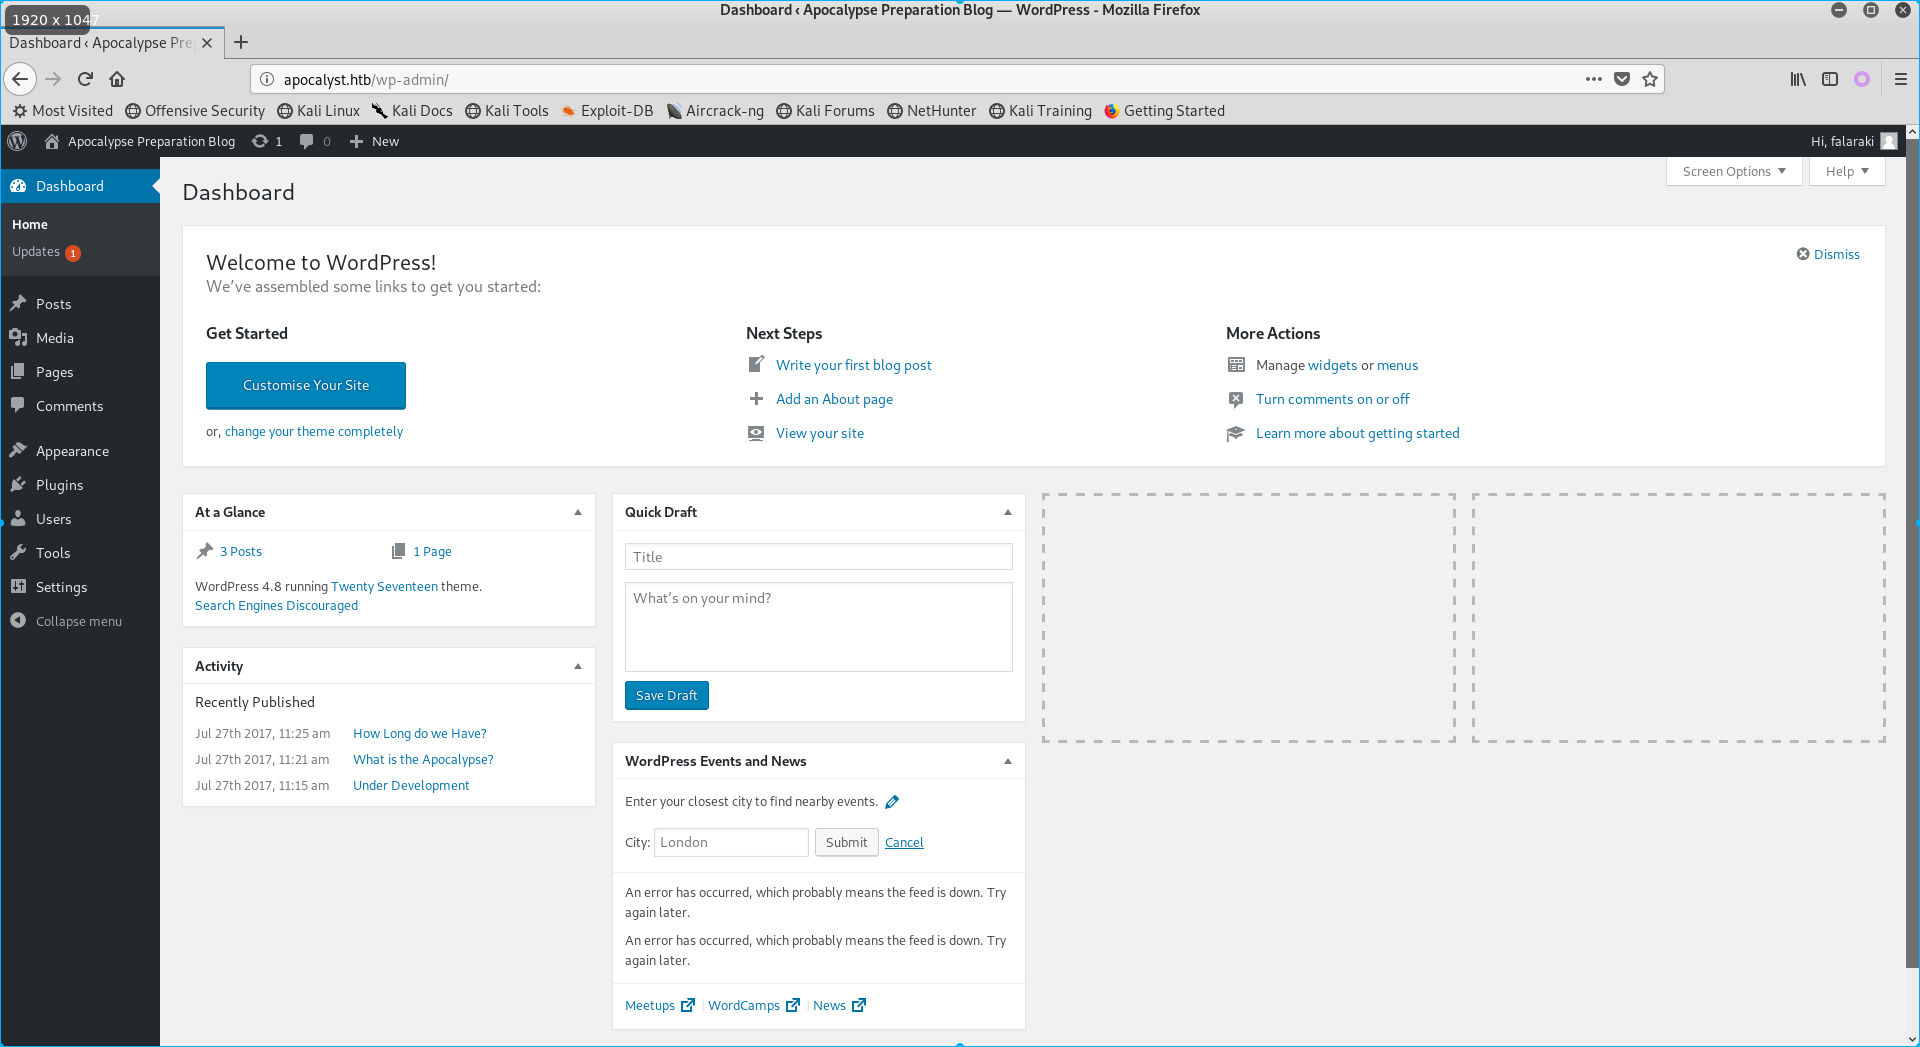 1920 x 1047
Dashboard ‹ Apocalypse Preparation Blog — WordPress - Mozilla Firefox
Dashboard ‹ Apocalypse Pre
apocalyst.htb/wp-admin/
Most Visited Offensive Security Kali Linux Kali Docs Kali Tools Exploit-DB Aircrack-ng Kali Forums NetHunter Kali Training Getting Started
Apocalypse Preparation Blog 1 0 New Hi, falaraki
Screen Options Help
Dashboard
Home
Updates 1
Posts
Media
Pages
Comments
Appearance
Plugins
Users
Tools
Settings
Collapse menu
Dashboard
Welcome to WordPress!
Dismiss
We’ve assembled some links to get you started:
Get Started
Customise Your Site
or, change your theme completely
Next Steps
Write your first blog post
Add an About page
View your site
More Actions
Manage widgets or menus
Turn comments on or off
Learn more about getting started
At a Glance
3 Posts 1 Page
WordPress 4.8 running Twenty Seventeen theme.
Search Engines Discouraged
Activity
Recently Published
Jul 27th 2017, 11:25 am How Long do we Have?
Jul 27th 2017, 11:21 am What is the Apocalypse?
Jul 27th 2017, 11:15 am Under Development
Quick Draft
Title
What’s on your mind?
Save Draft
WordPress Events and News
Enter your closest city to find nearby events.
City: London Submit Cancel
An error has occurred, which probably means the feed is down. Try
again later.
An error has occurred, which probably means the feed is down. Try
again later.
Meetups | WordCamps | News